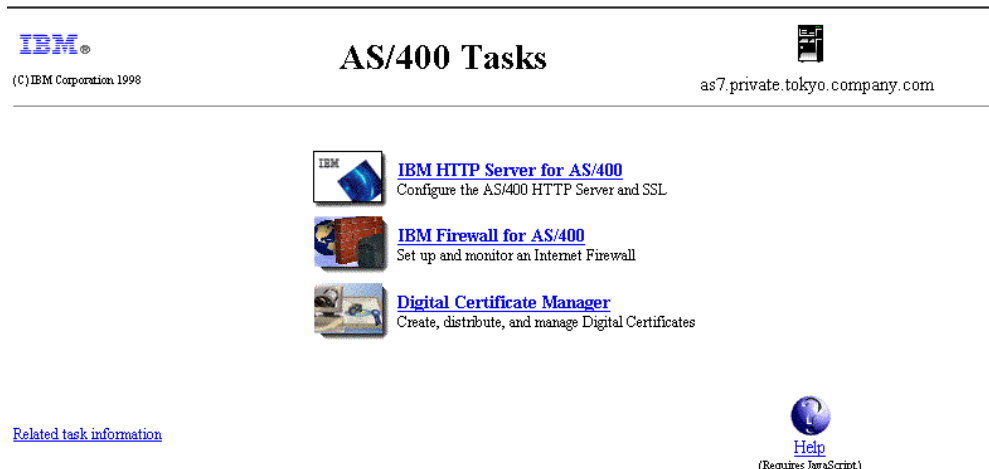 IBM®
(C) IBM Corporation 1998
AS/400 Tasks
as7.private.tokyo.company.com
IBM
IBM HTTP Server for AS/400
Configure the AS/400 HTTP Server and SSL
IBM Firewall for AS/400
Set up and monitor an Internet Firewall
Digital Certificate Manager
Create, distribute, and manage Digital Certificates
Related task information
Help
(Requires JavaScript)